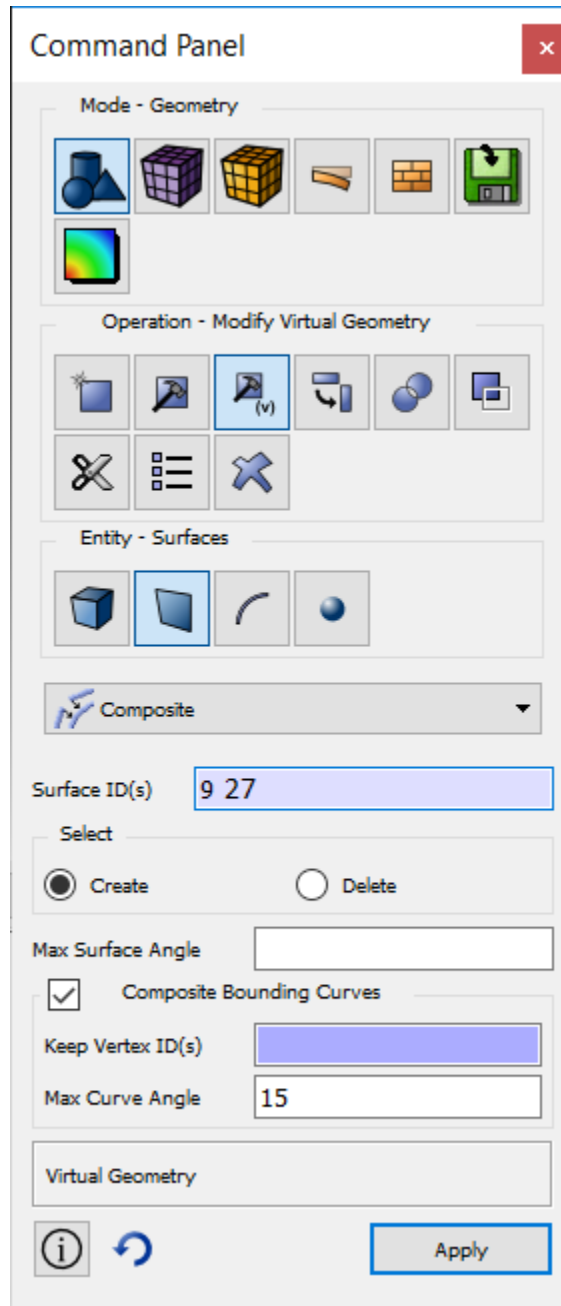 Command Panel
Mode - Geometry
Operation - Modify Virtual Geometry
(v)
Entity - Surfaces
Composite
Surface ID(s) 9 27
Select
Create Delete
Max Surface Angle
Composite Bounding Curves
Keep Vertex ID(s)
Max Curve Angle 15
Virtual Geometry
Apply